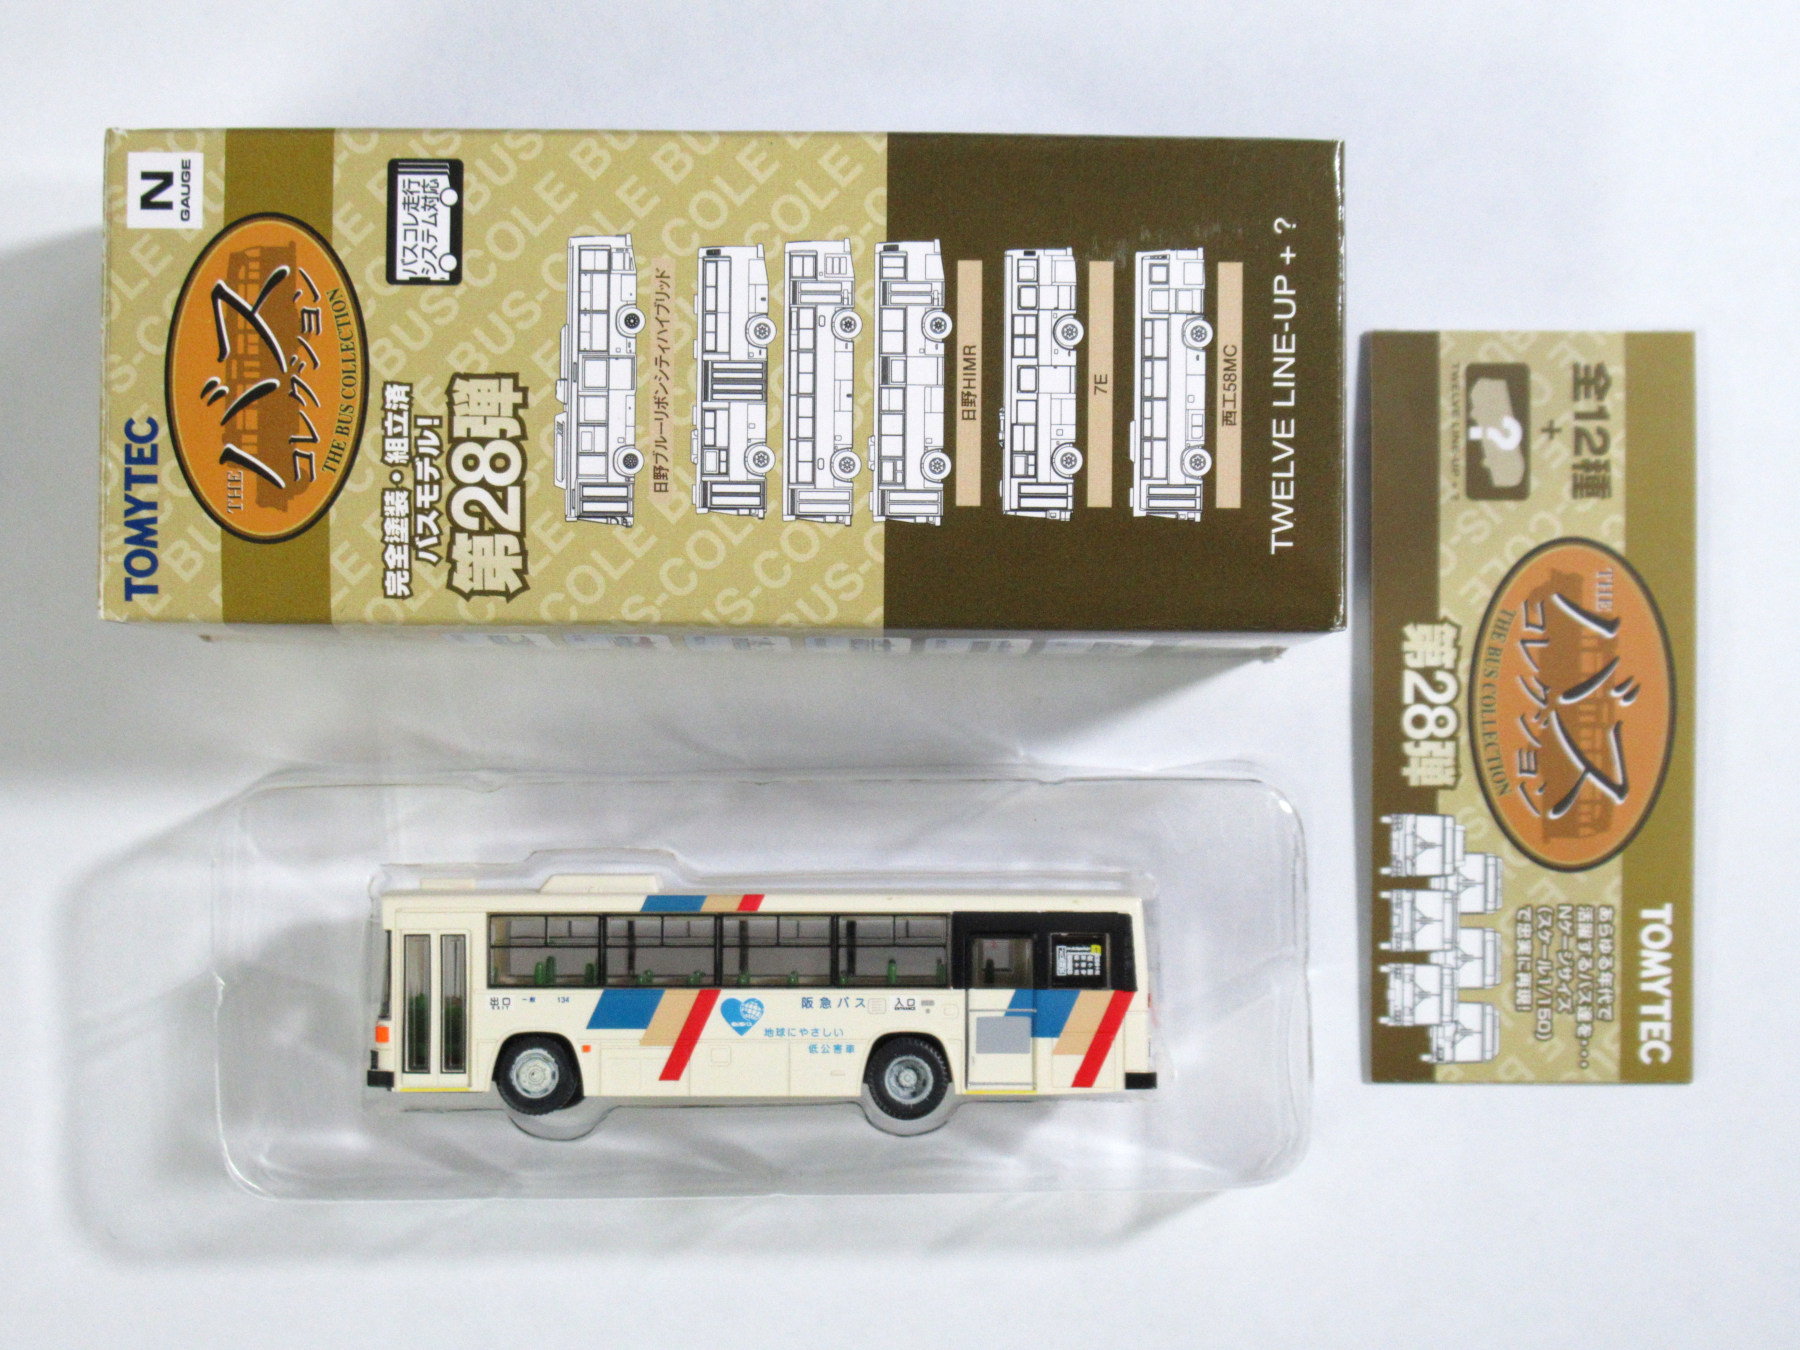 TOMYTEC
N
GAUGE
THE
バス
コレクション
THE BUS COLLECTION
バスコレ走行
システム対応
完全塗装・組立済
バスモデル!
第28弾
日野ブルーリボンシティハイブリッド
日野HIMR
7E
西工58MC
TWELVE LINE-UP + ?
BUS-COLE
TOMYTEC
THE
バス
コレクション
THE BUS COLLECTION
第28弾
全12種
+
?
TWELVE LINE-UP + ?
あらゆる年代で
活躍するバス達を…
Nゲージサイズ
(スケール1/150)
で忠実に再現!
出口
一般
134
阪急バス
入口
地球にやさしい
低公害車